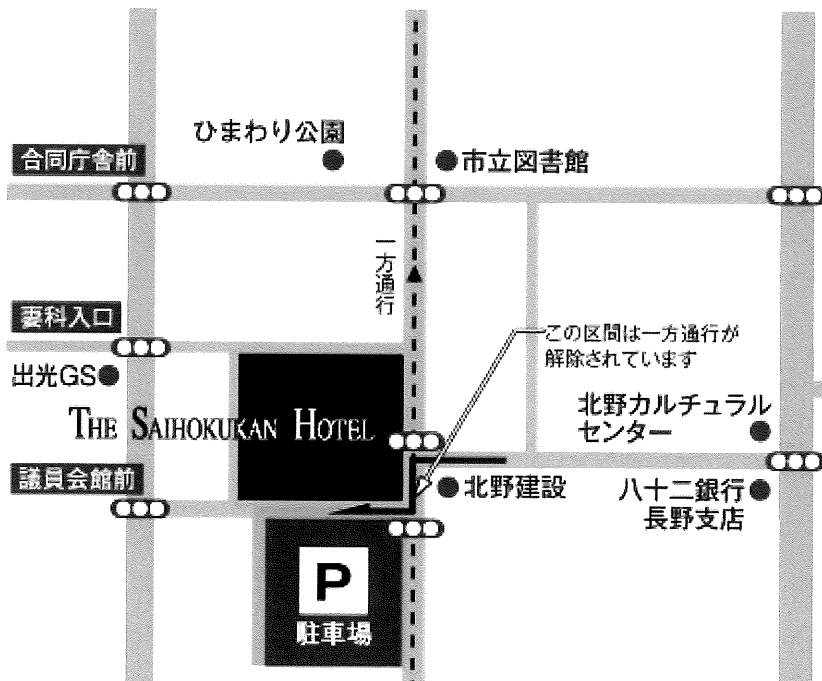 ひまわり公園
合同庁舎前
市立図書館
一方通行
妻科入口
この区間は一方通行が
解除されています
出光GS
北野カルチュラル
センター
THE SAIHOKUKAN HOTEL
議員会館前
北野建設
八十二銀行
長野支店
P
駐車場